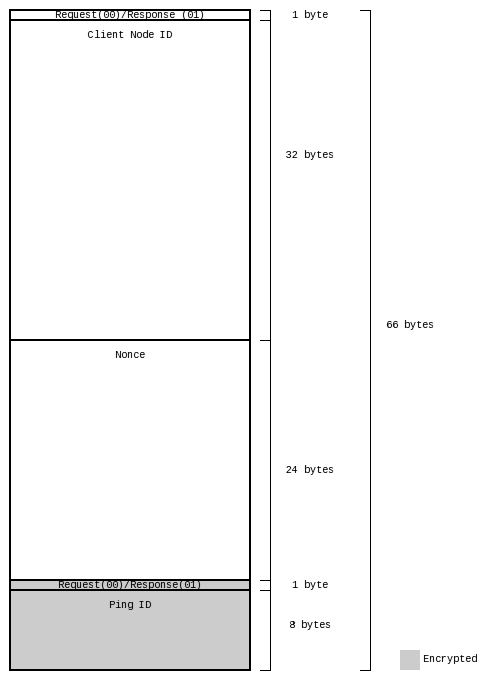 Request(00)/Response (01)
1 byte
Client Node ID
32 bytes
66 bytes
Nonce
24 bytes
Request(00)/Response(01)
1 byte
Ping ID
8 bytes
Encrypted